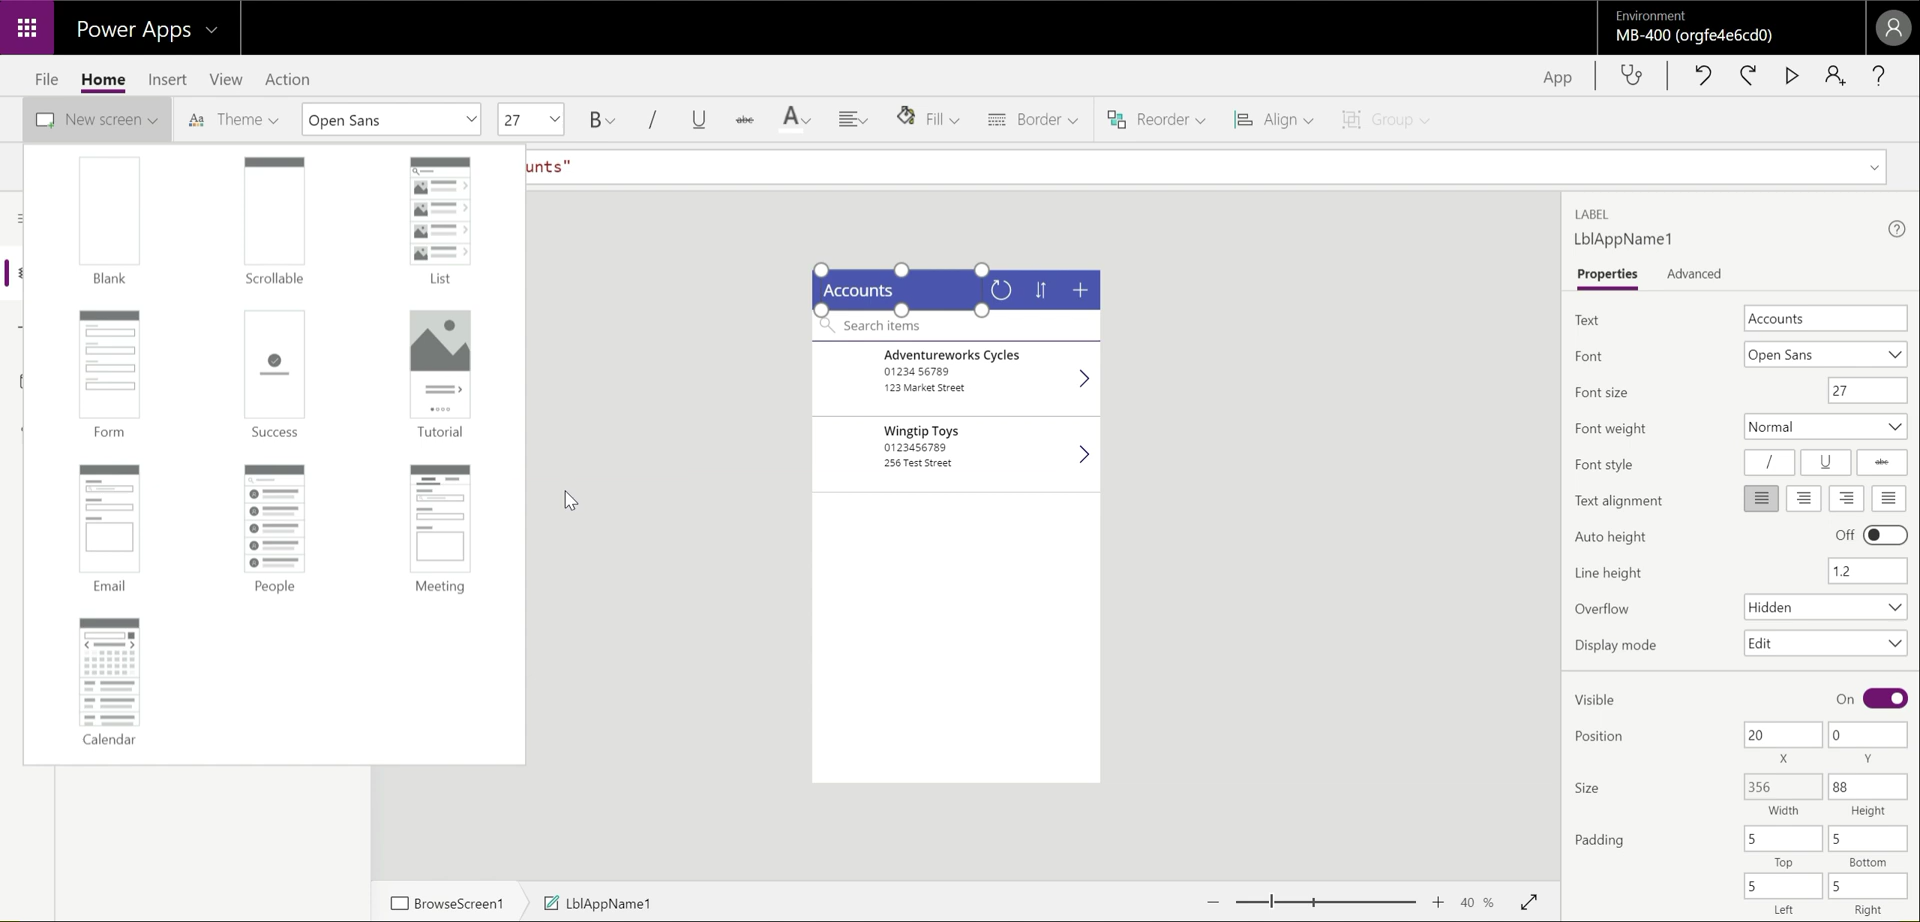 Power Apps
Environment
MB-400 (orgfe4e6cd0)
File Home Insert View Action
App
New screen Theme Open Sans 27 B / U abc A Fill Border Reorder Align Group
unts"
Blank Scrollable List
Form Success Tutorial
Email People Meeting
Calendar
Accounts
Search items
Adventureworks Cycles
01234 56789
123 Market Street
Wingtip Toys
0123456789
256 Test Street
LABEL
LblAppName1
Properties Advanced
Text Accounts
Font Open Sans
Font size 27
Font weight Normal
Font style / U abc
Text alignment
Auto height Off
Line height 1.2
Overflow Hidden
Display mode Edit
Visible On
Position 20 0
X Y
Size 356 88
Width Height
Padding 5 5
Top Bottom
5 5
Left Right
BrowseScreen1 LblAppName1
40 %